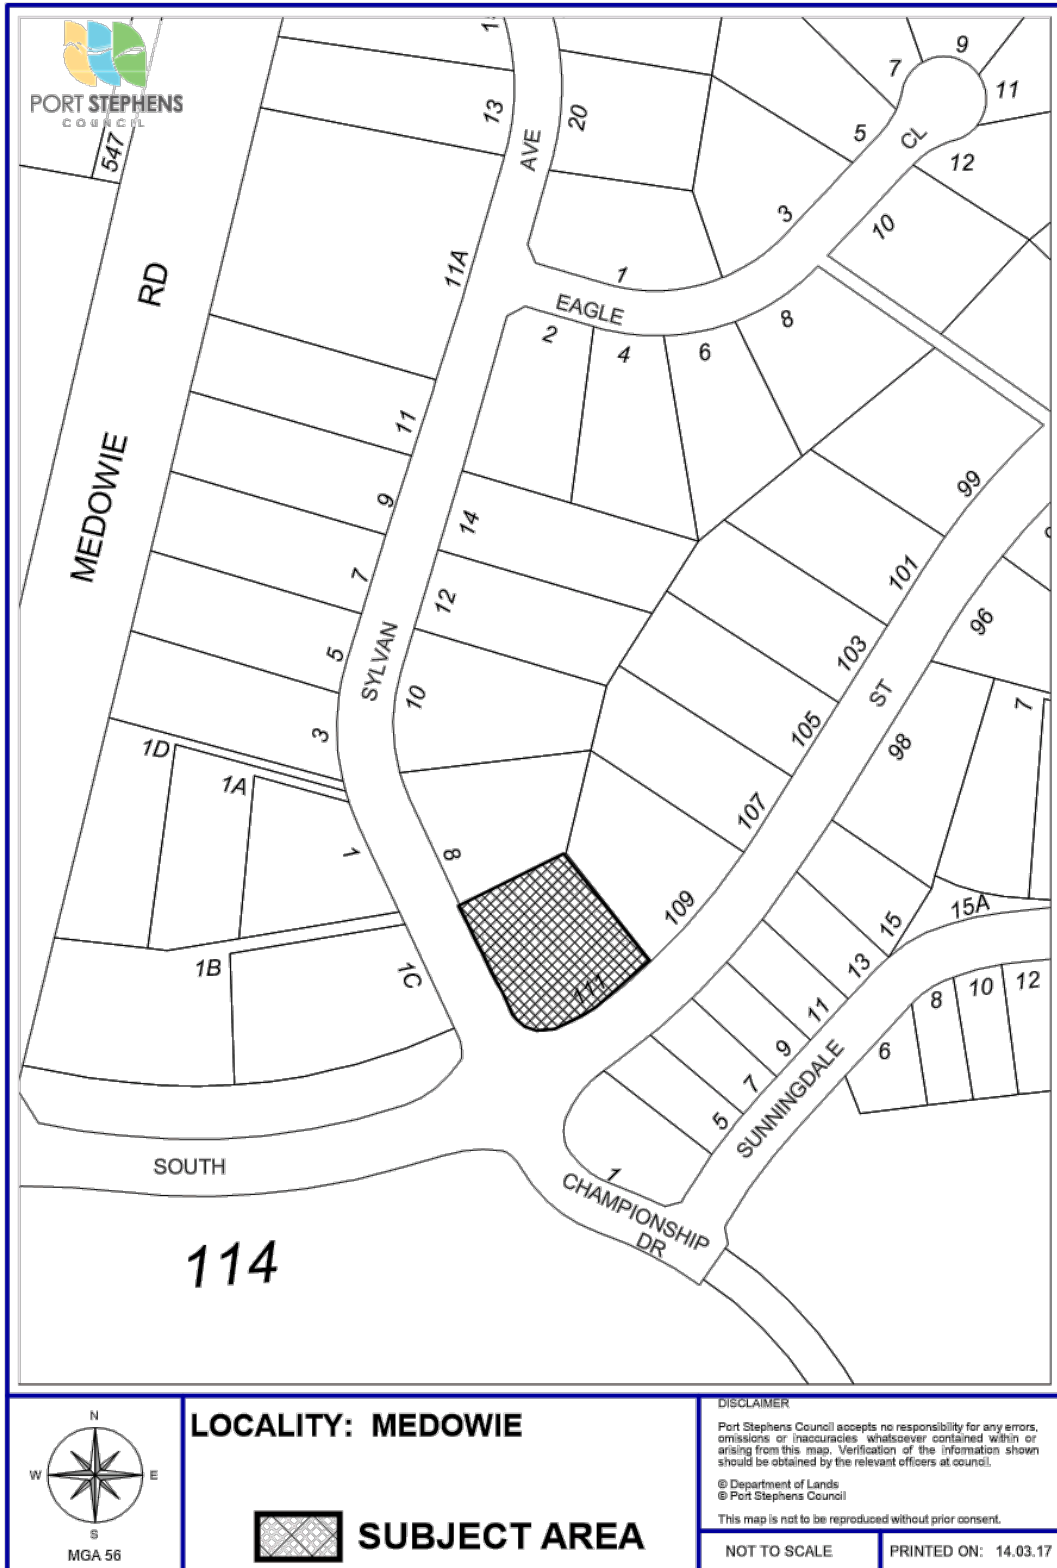 PORT STEPHENS
COUNCIL
547
13
20
AVE
7
9
11
5
CL
12
3
10
RD
11A
1
EAGLE
2
4
6
8
MEDOWIE
11
9
7
5
3
14
12
10
SYLVAN
99
101
103
105
107
109
ST
96
98
7
1D
1A
1
8
111
1B
1C
15A
15
13
11
9
7
5
12
10
8
6
SUNNINGDALE
SOUTH
1
CHAMPIONSHIP
DR
114
N
W
E
S
MGA 56
LOCALITY: MEDOWIE
SUBJECT AREA
DISCLAIMER
Port Stephens Council accepts no responsibility for any errors,
omissions or inaccuracies whatsoever contained within or
arising from this map. Verification of the information shown
should be obtained by the relevant officers at council.
© Department of Lands
© Port Stephens Council
This map is not to be reproduced without prior consent.
NOT TO SCALE
PRINTED ON: 14.03.17